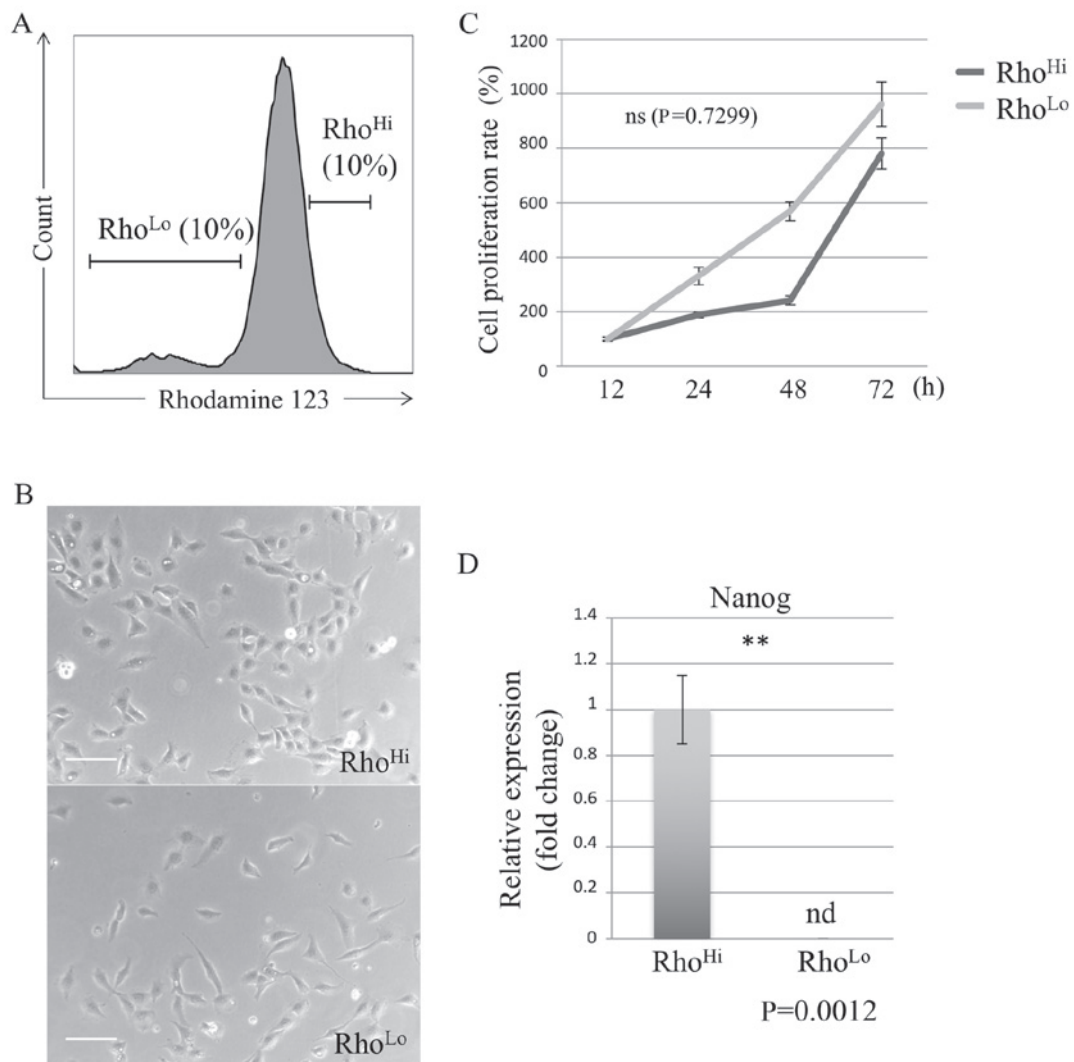 A
Count
Rho^Lo (10%)
Rho^Hi
(10%)
Rhodamine 123
B
Rho^Hi
Rho^Lo
C
Cell proliferation rate (%)
1200
1000
800
600
400
200
0
12 24 48 72 (h)
ns (P=0.7299)
Rho^Hi
Rho^Lo
D
Nanog
Relative expression
(fold change)
1.4
1.2
1
0.8
0.6
0.4
0.2
0
**
nd
Rho^Hi Rho^Lo
P=0.0012